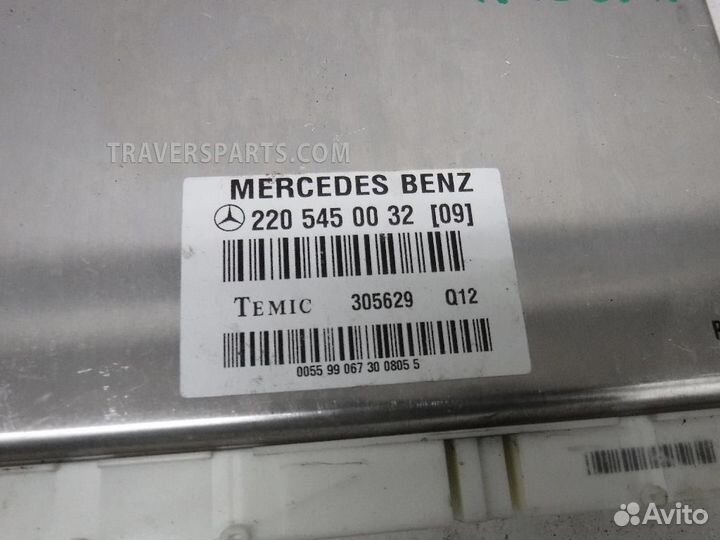 TRAVERSPARTS.COM
MERCEDES BENZ
220 545 00 32 [09]
TEMIC 305629 Q12
0055 99 067 30 0805 5
Avito